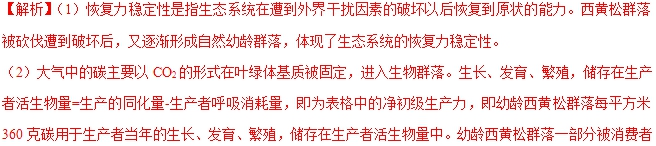 【解析】（1）恢复力稳定性是指生态系统在遭到外界干扰因素的破坏以后恢复到原状的能力。西黄松群落
被砍伐遭到破坏后，又逐渐形成自然幼龄群落，体现了生态系统的恢复力稳定性。
（2）大气中的碳主要以 CO₂的形式在叶绿体基质被固定，进入生物群落。生长、发育、繁殖，储存在生产
者活生物量=生产的同化量-生产者呼吸消耗量，即为表格中的净初级生产力，即幼龄西黄松群落每平方米
360 克碳用于生产者当年的生长、发育、繁殖，储存在生产者活生物量中。幼龄西黄松群落一部分被消费者